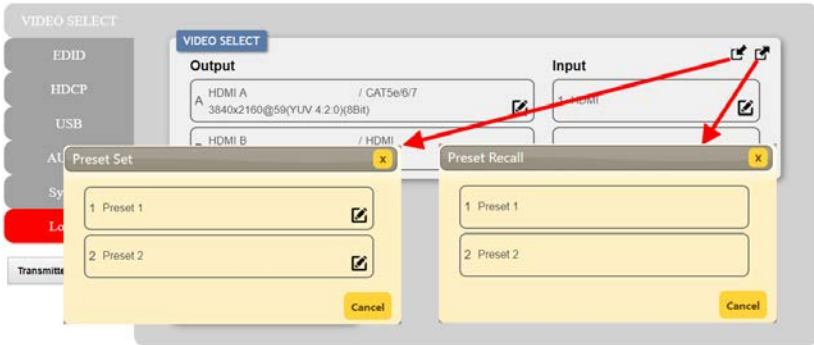 VIDEO SELECT
EDID
HDCP
USB
AU
Sy
Lo
Transmitte
VIDEO SELECT
Output
Input
A HDMI A / CAT5e/6/7
3840x2160@59(YUV 4:2:0)(8Bit)
1 HDMI
HDMI B / HDMI
Preset Set
x
1 Preset 1
2 Preset 2
Cancel
Preset Recall
x
1 Preset 1
2 Preset 2
Cancel